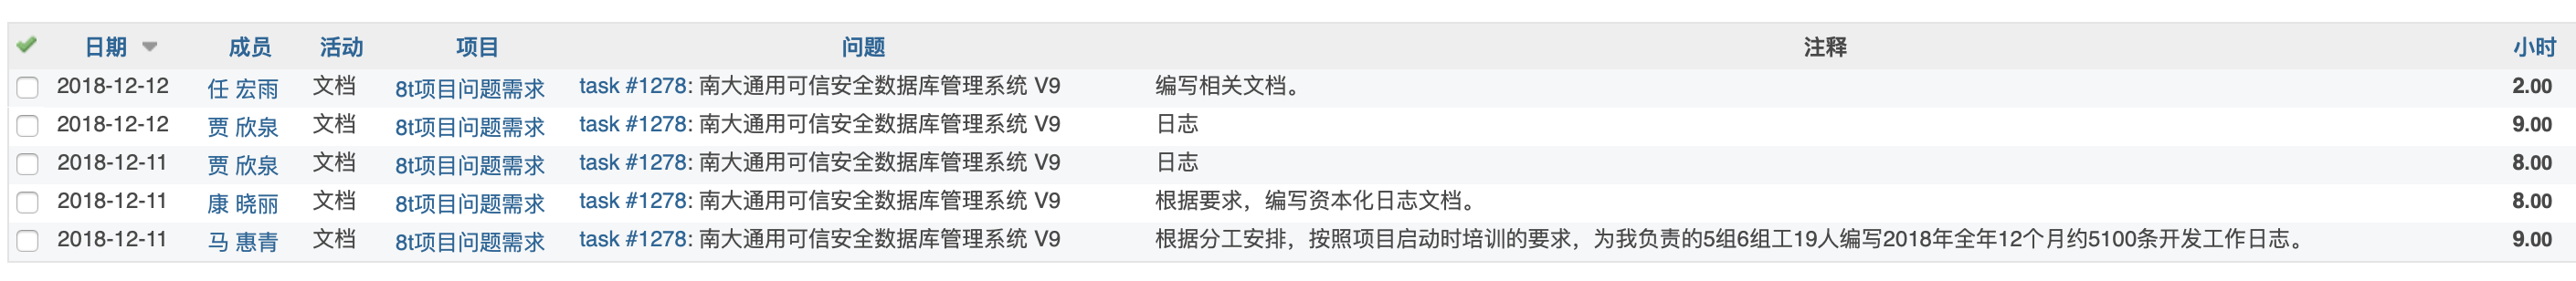 日期 成员 活动 项目 问题 注释 小时
2018-12-12 任 宏雨 文档 8t项目问题需求 task #1278: 南大通用可信安全数据库管理系统 V9 编写相关文档。 2.00
2018-12-12 贾 欣泉 文档 8t项目问题需求 task #1278: 南大通用可信安全数据库管理系统 V9 日志 9.00
2018-12-11 贾 欣泉 文档 8t项目问题需求 task #1278: 南大通用可信安全数据库管理系统 V9 日志 8.00
2018-12-11 康 晓丽 文档 8t项目问题需求 task #1278: 南大通用可信安全数据库管理系统 V9 根据要求，编写资本化日志文档。 8.00
2018-12-11 马 惠青 文档 8t项目问题需求 task #1278: 南大通用可信安全数据库管理系统 V9 根据分工安排，按照项目启动时培训的要求，为我负责的5组6组工19人编写2018年全年12个月约5100条开发工作日志。 9.00